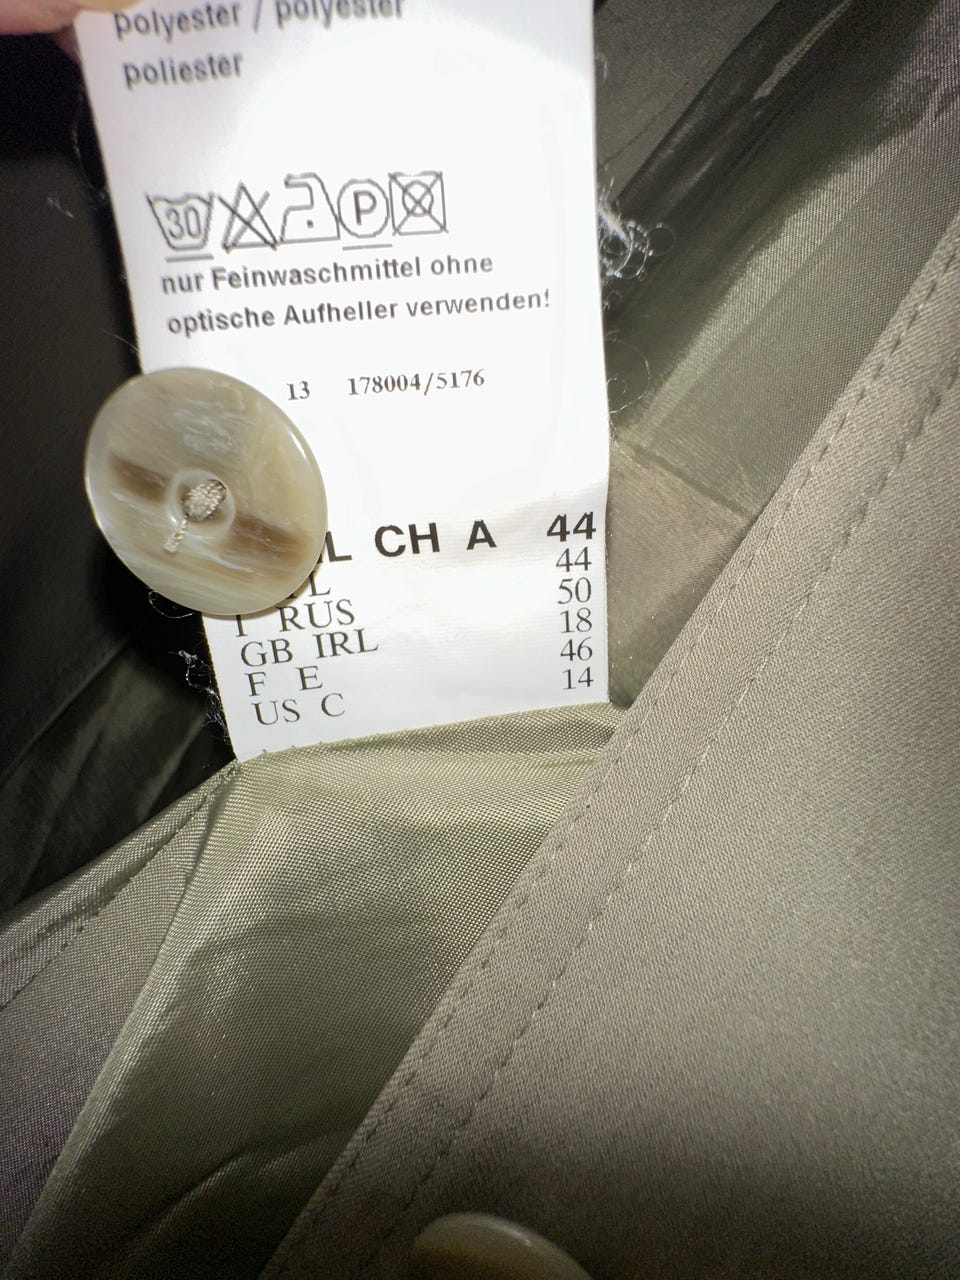 polyester / polyester
poliester
30 P
nur Feinwaschmittel ohne
optische Aufheller verwenden!
13 178004/5176
L CH A 44
L 44
I RUS 50
GB IRL 18
F E 46
US C 14